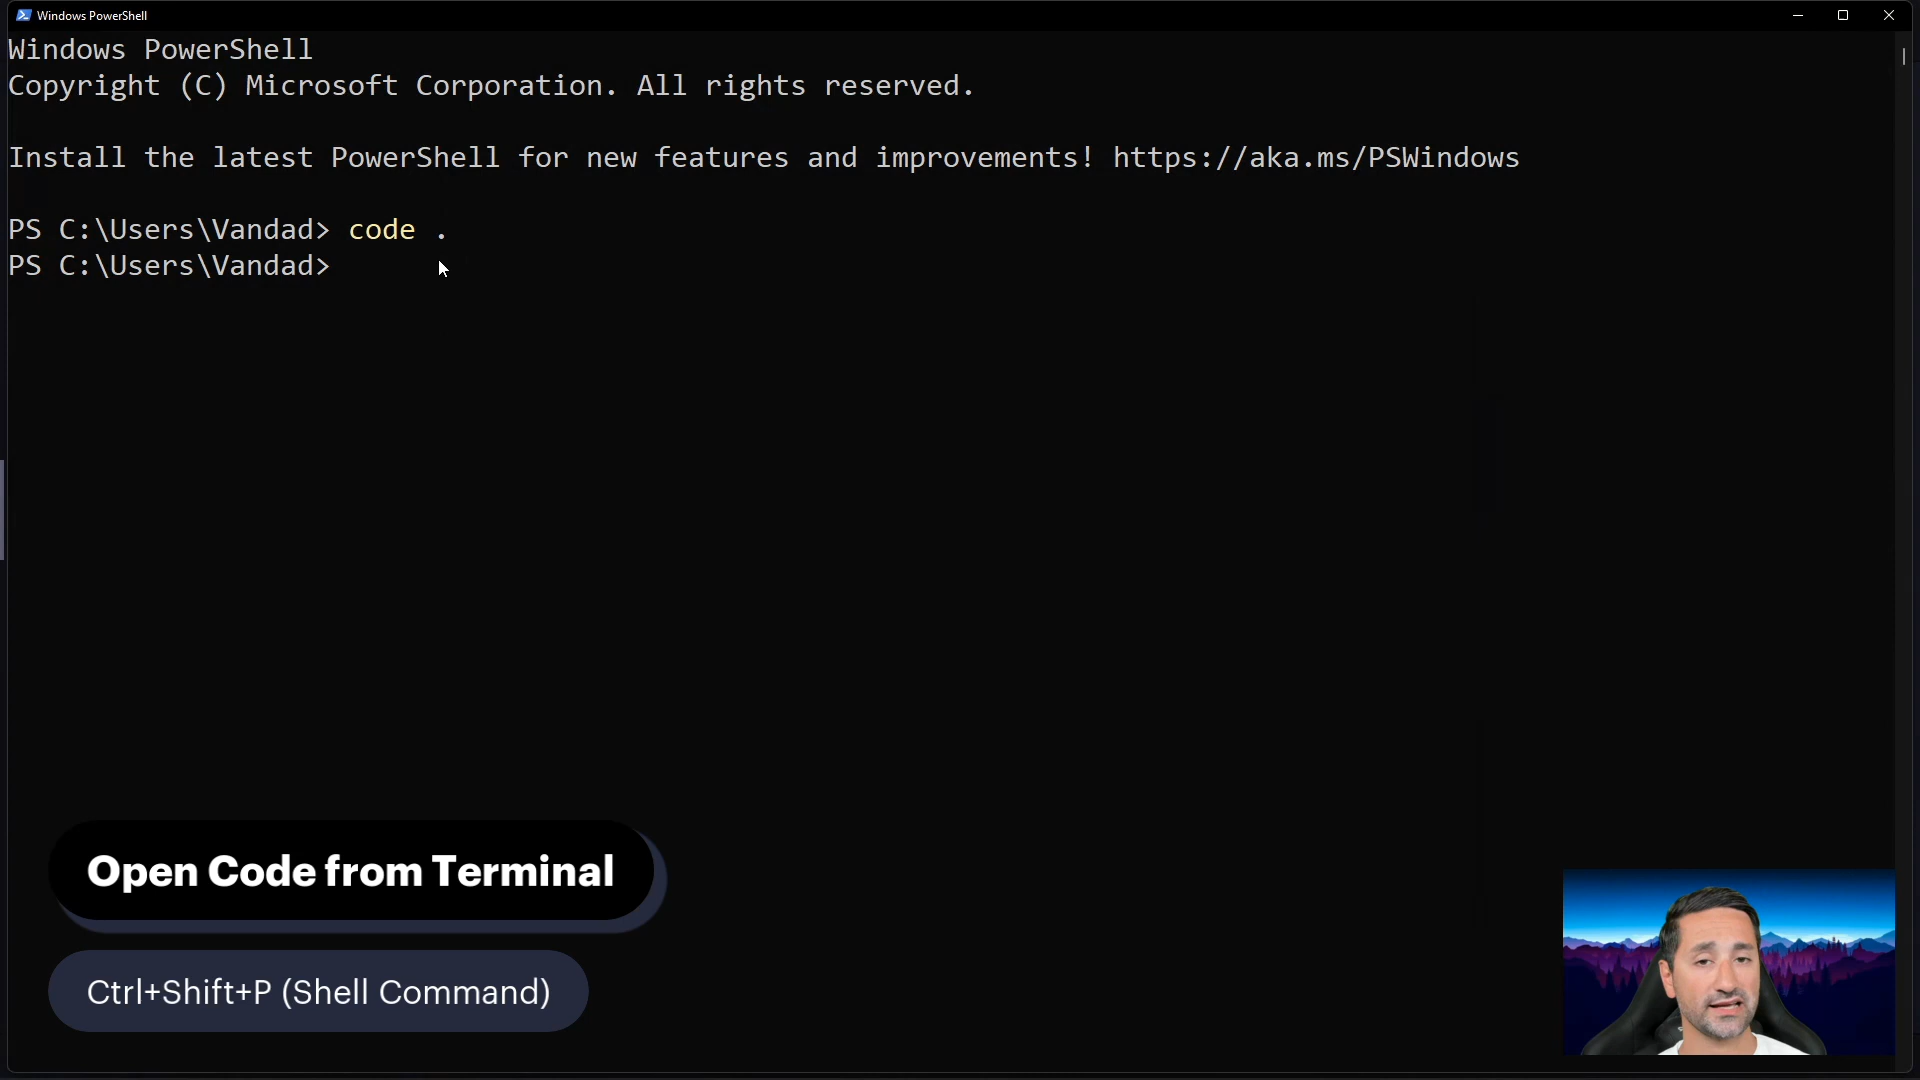 Windows PowerShell
Windows PowerShell
Copyright (C) Microsoft Corporation. All rights reserved.
Install the latest PowerShell for new features and improvements! https://aka.ms/PSWindows
PS C:\Users\Vandad> code .
PS C:\Users\Vandad>
Open Code from Terminal
Ctrl+Shift+P (Shell Command)